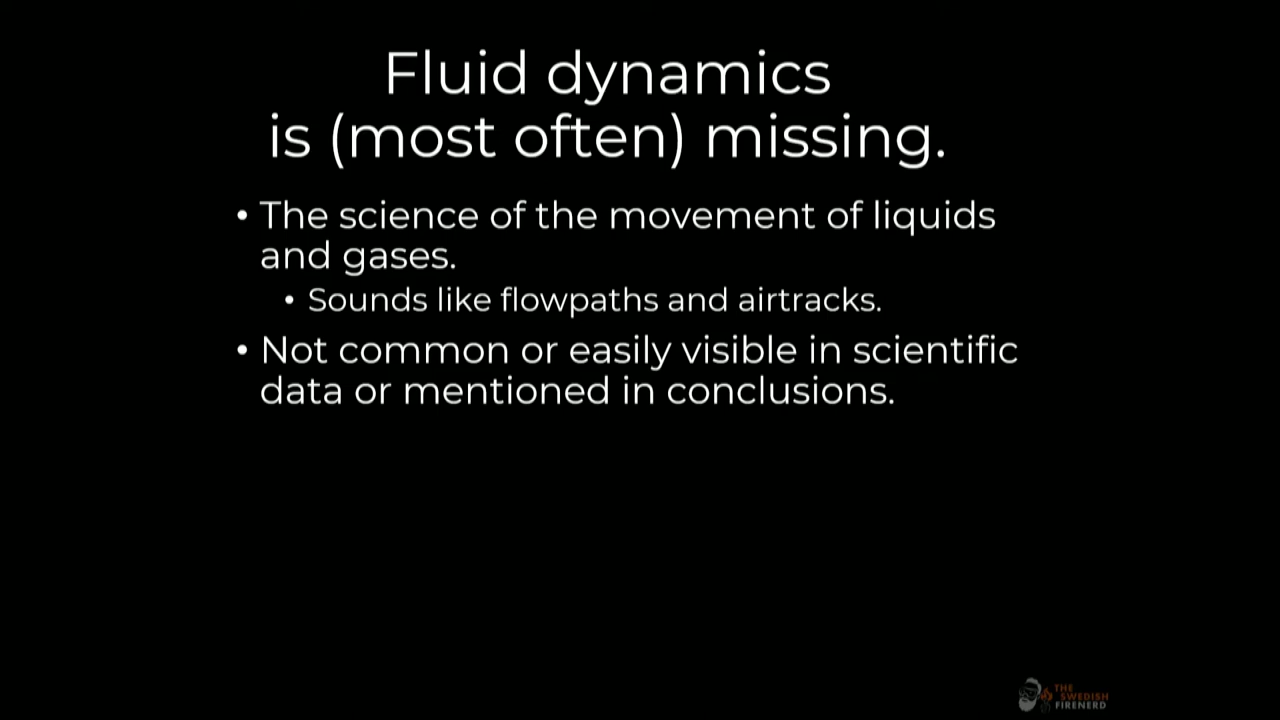 Fluid dynamics
is (most often) missing.
• The science of the movement of liquids
and gases.
• Sounds like flowpaths and airtracks.
• Not common or easily visible in scientific
data or mentioned in conclusions.
THE
SWEDISH
FIRENERD